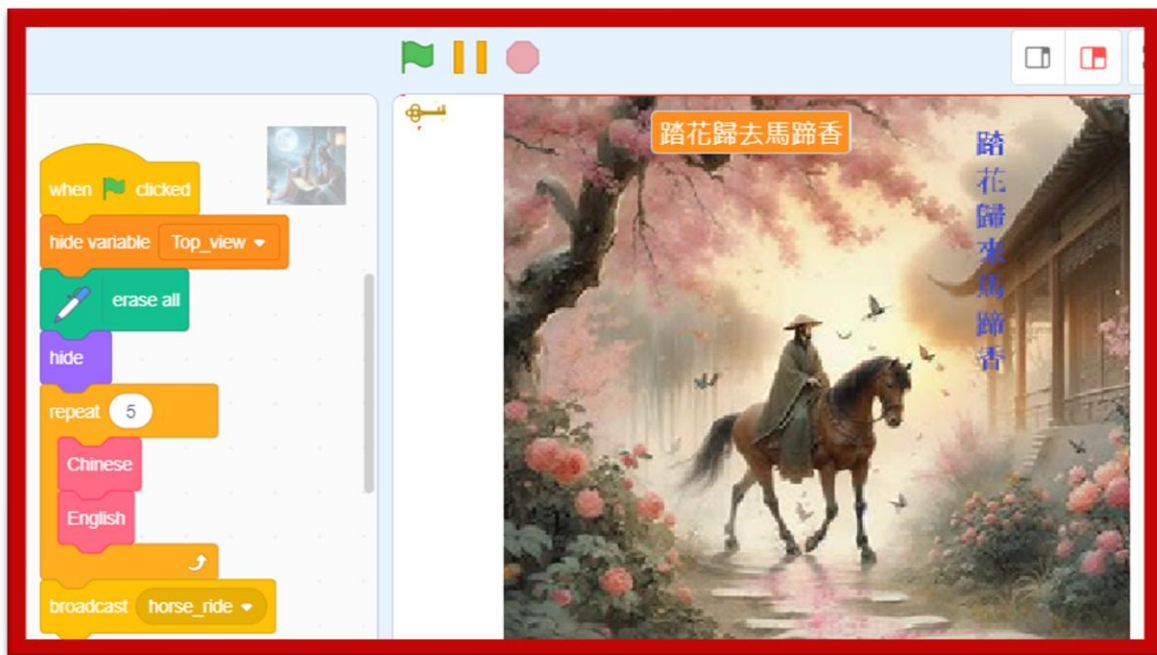 when clicked
hide variable Top_view
erase all
hide
repeat 5
Chinese
English
broadcast horse_ride
踏花歸去馬蹄香
踏花歸來馬蹄香